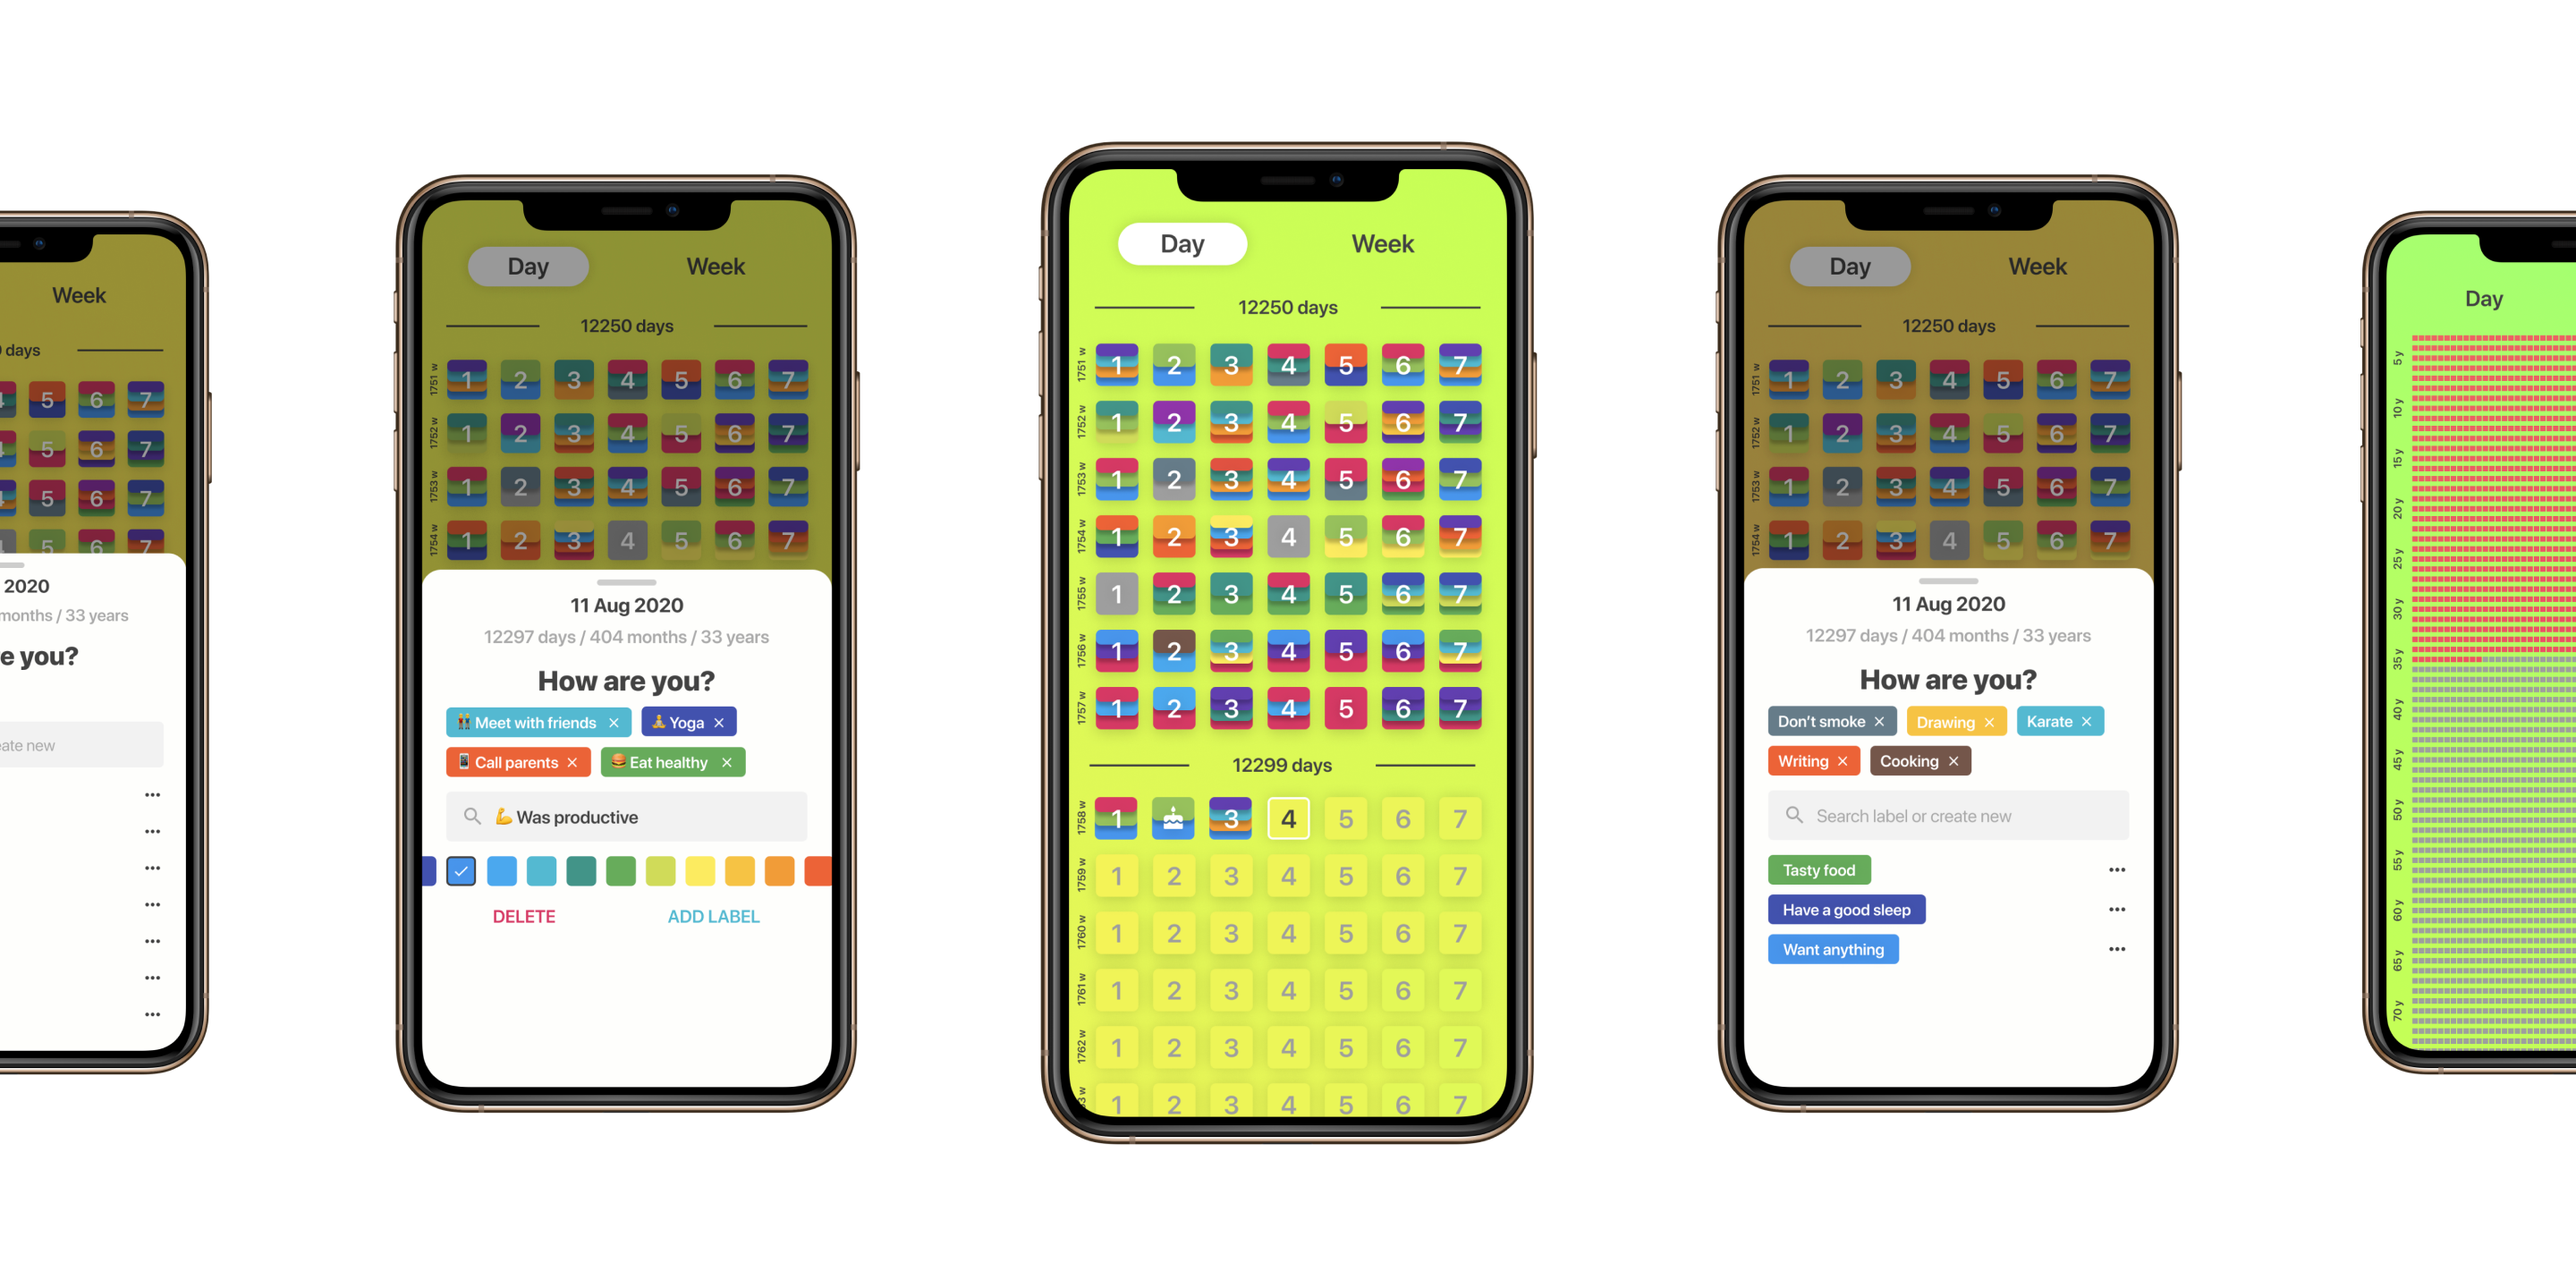 Week
days
4 5 6 7
5 6 7
4 5 6 7
4 5 6 7
2020
months / 33 years
e you?
eate new
Day Week
12250 days
1751 w 1 2 3 4 5 6 7
1752 w 1 2 3 4 5 6 7
1753 w 1 2 3 4 5 6 7
1754 w 1 2 3 4 5 6 7
11 Aug 2020
12297 days / 404 months / 33 years
How are you?
Meet with friends × Yoga ×
Call parents × Eat healthy ×
Was productive
DELETE ADD LABEL
Day Week
12250 days
1751 w 1 2 3 4 5 6 7
1752 w 1 2 3 4 5 6 7
1753 w 1 2 3 4 5 6 7
1754 w 1 2 3 4 5 6 7
1755 w 1 2 3 4 5 6 7
1756 w 1 2 3 4 5 6 7
1757 w 1 2 3 4 5 6 7
12299 days
1758 w 1 3 4 5 6 7
1759 w 1 2 3 4 5 6 7
1760 w 1 2 3 4 5 6 7
1761 w 1 2 3 4 5 6 7
1762 w 1 2 3 4 5 6 7
3 w 1 2 3 4 5 6 7
Day Week
12250 days
1751 w 1 2 3 4 5 6 7
1752 w 1 2 3 4 5 6 7
1753 w 1 2 3 4 5 6 7
1754 w 1 2 3 4 5 6 7
11 Aug 2020
12297 days / 404 months / 33 years
How are you?
Don't smoke × Drawing × Karate ×
Writing × Cooking ×
Search label or create new
Tasty food
Have a good sleep
Want anything
Day
5 y
10 y
15 y
20 y
25 y
30 y
35 y
40 y
45 y
50 y
55 y
60 y
65 y
70 y